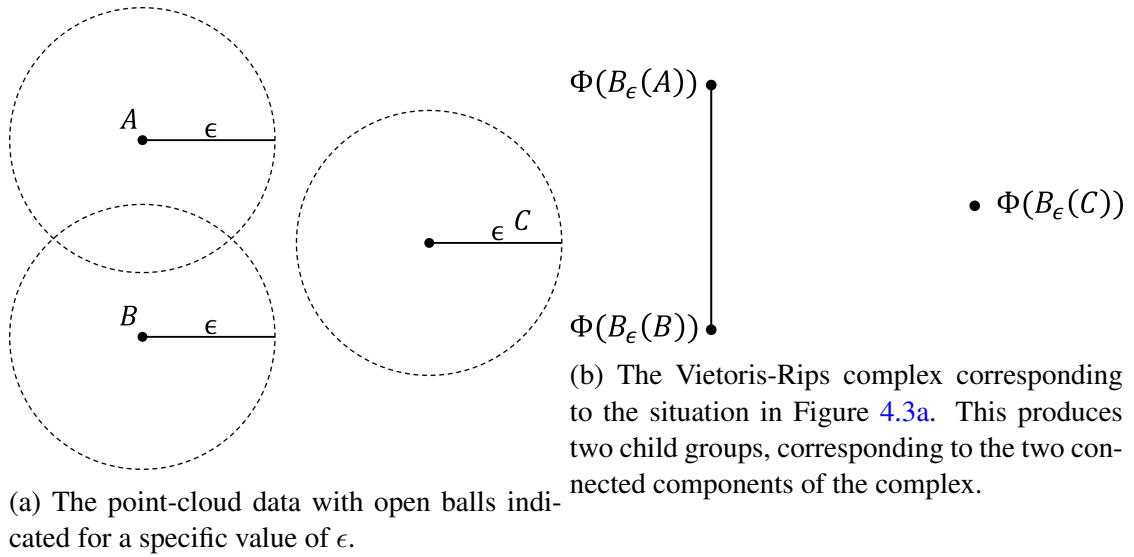 A
ϵ
B
ϵ
ϵ C
(a) The point-cloud data with open balls indi-
cated for a specific value of ϵ.
Φ(B_ϵ(A))
Φ(B_ϵ(C))
Φ(B_ϵ(B))
(b) The Vietoris-Rips complex corresponding
to the situation in Figure 4.3a. This produces
two child groups, corresponding to the two con-
nected components of the complex.